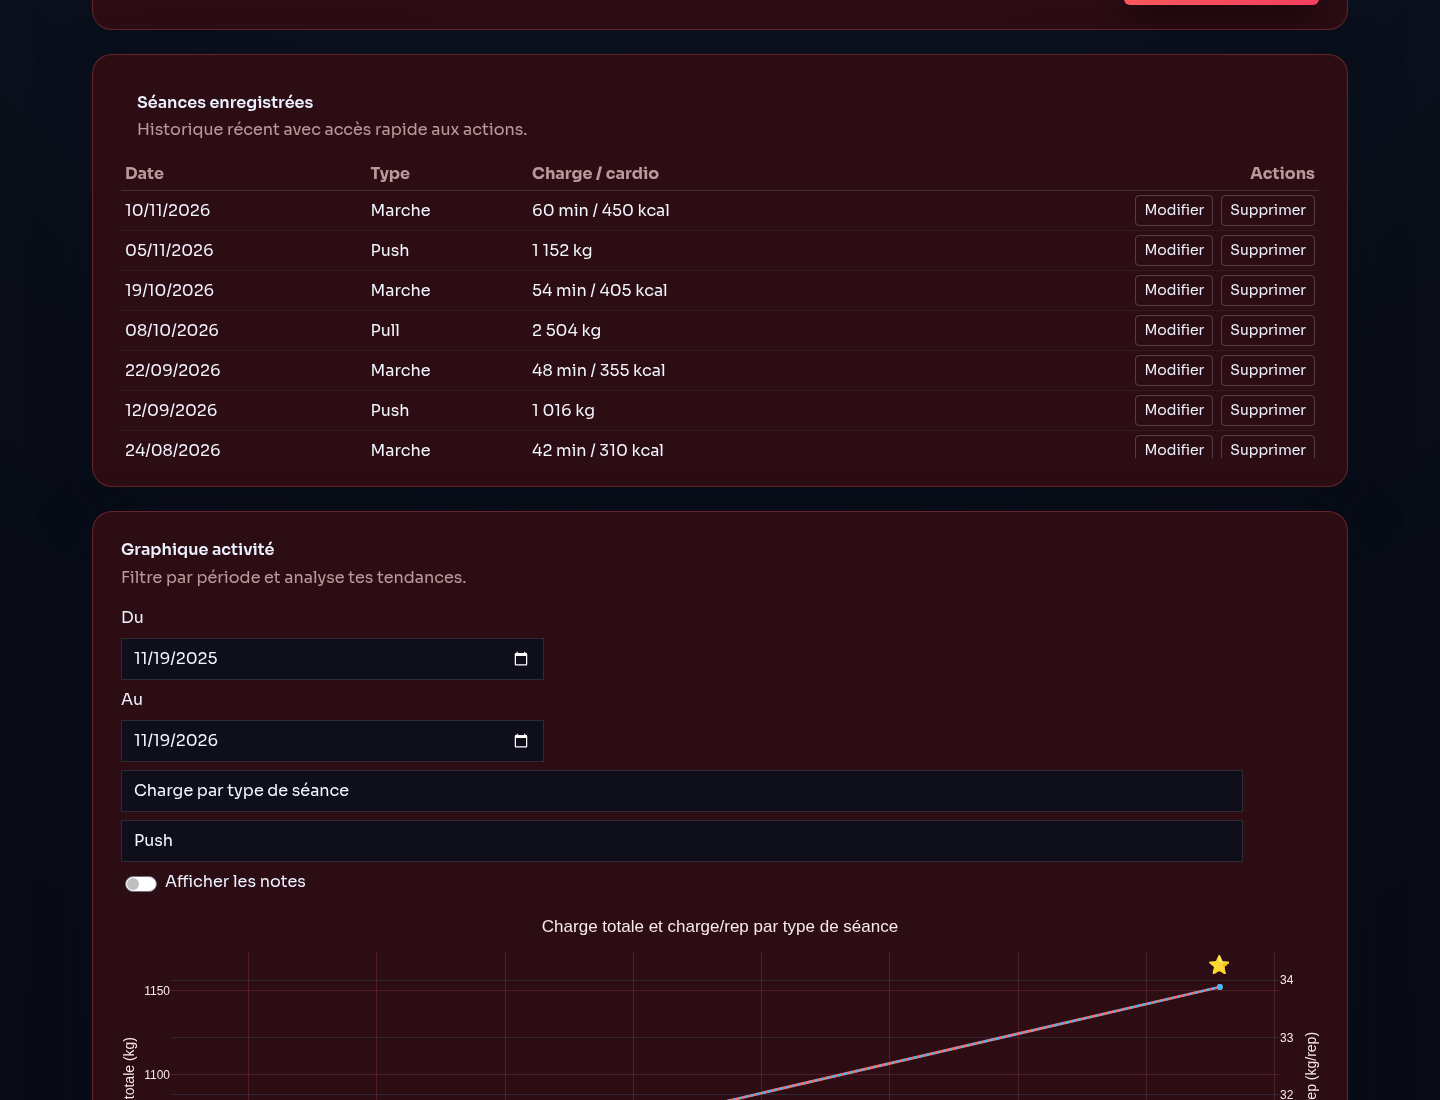 Séances enregistrées
Historique récent avec accès rapide aux actions.
Date Type Charge / cardio Actions
10/11/2026 Marche 60 min / 450 kcal Modifier Supprimer
05/11/2026 Push 1 152 kg Modifier Supprimer
19/10/2026 Marche 54 min / 405 kcal Modifier Supprimer
08/10/2026 Pull 2 504 kg Modifier Supprimer
22/09/2026 Marche 48 min / 355 kcal Modifier Supprimer
12/09/2026 Push 1 016 kg Modifier Supprimer
24/08/2026 Marche 42 min / 310 kcal Modifier Supprimer
Graphique activité
Filtre par période et analyse tes tendances.
Du
11/19/2025
Au
11/19/2026
Charge par type de séance
Push
Afficher les notes
Charge totale et charge/rep par type de séance
1150
1100
34
33
32
totale (kg)
ep (kg/rep)